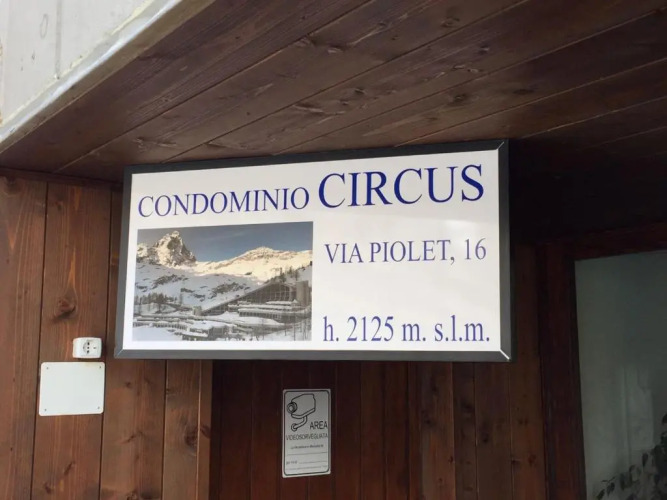 CONDOMINIO CIRCUS
VIA PIOLET, 16
h. 2125 m. s.l.m.
AREA
VIDEOSORVEGLIATA